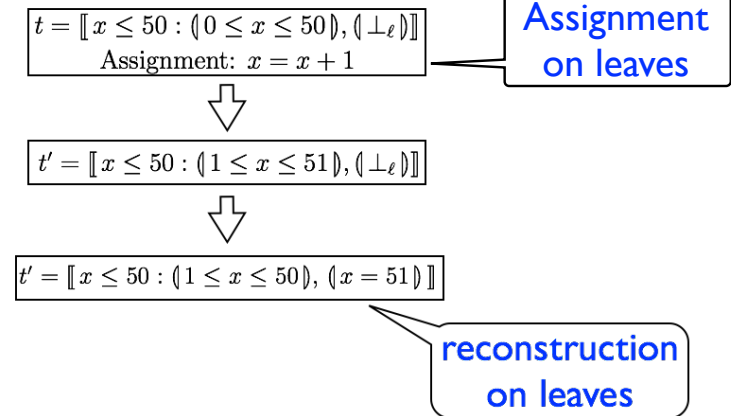 t = ⟦x ≤ 50 : ⦇0 ≤ x ≤ 50⦈, ⦇⊥ℓ⦈⟧
Assignment: x = x + 1
Assignment
on leaves
t′ = ⟦x ≤ 50 : ⦇1 ≤ x ≤ 51⦈, ⦇⊥ℓ⦈⟧
t′ = ⟦x ≤ 50 : ⦇1 ≤ x ≤ 50⦈, ⦇x = 51⦈⟧
reconstruction
on leaves